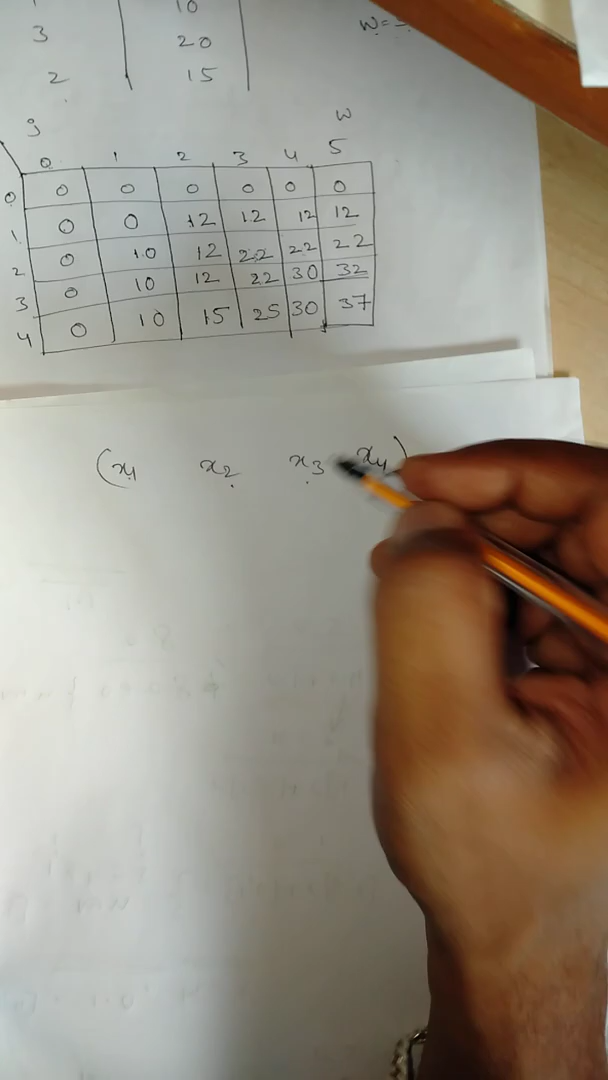 1 10
3 20
2 15
W =
j W
0 1 2 3 4 5
0 0 0 0 0 0 0
1 0 0 12 12 12 12
2 0 10 12 22 22 22
3 0 10 12 22 30 32
4 0 10 15 25 30 37
(x1 x2 x3 x4)